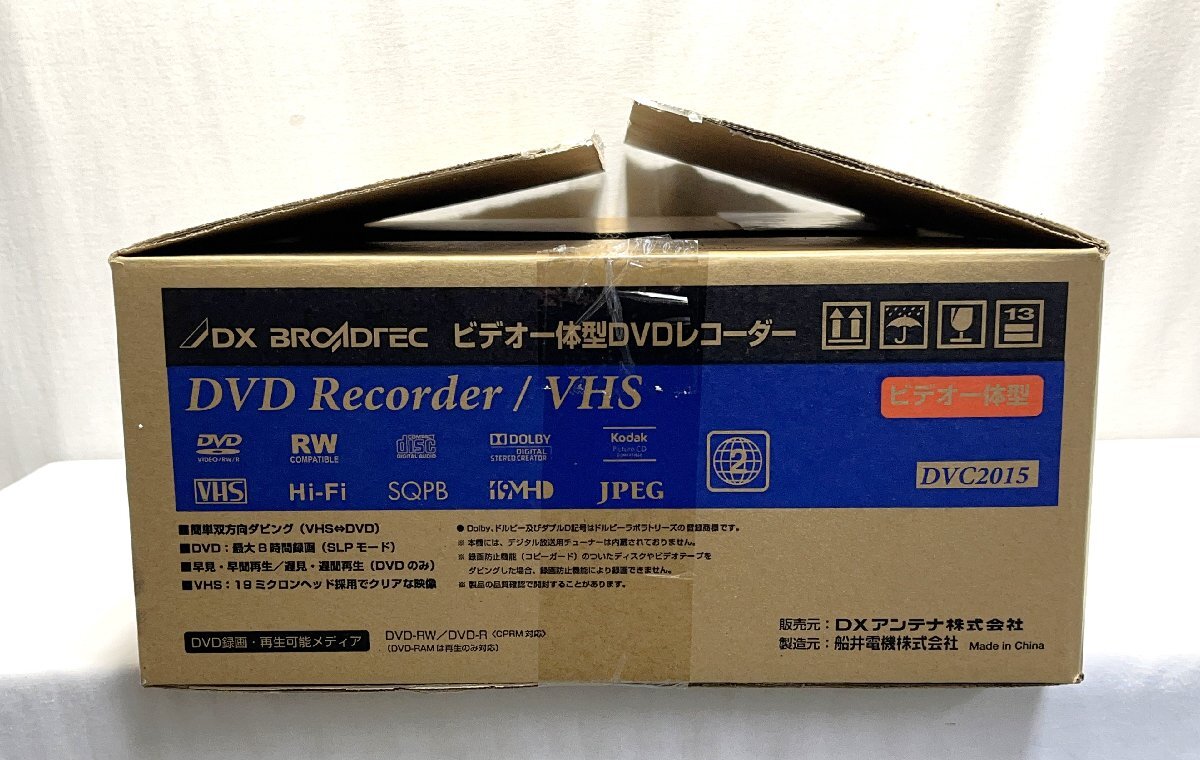 DX BROADTEC ビデオ一体型DVDレコーダー
13
DVD Recorder / VHS
ビデオ一体型
DVD VIDEO/RW/R
RW COMPATIBLE
COMPACT disc DIGITAL AUDIO
DOLBY DIGITAL STEREO CREATOR
Kodak Picture CD Compatible
2
VHS
Hi-Fi
SQPB
19μHD
JPEG
DVC2015
■簡単双方向ダビング（VHS⇔DVD）
■DVD：最大8時間録画（SLPモード）
■早見・早聞再生／遅見・遅聞再生（DVDのみ）
■VHS：19ミクロンヘッド採用でクリアな映像
● Dolby、ドルビー及びダブルD記号はドルビーラボラトリーズの登録商標です。
※ 本機には、デジタル放送用チューナーは内蔵されておりません。
※ 録画防止機能（コピーガード）のついたディスクやビデオテープを
ダビングした場合、録画防止機能により録画できません。
※ 製品の品質確認で開封することがあります。
DVD録画・再生可能メディア
DVD-RW／DVD-R〈CPRM対応〉
（DVD-RAMは再生のみ対応）
販売元：DXアンテナ株式会社
製造元：船井電機株式会社 Made in China